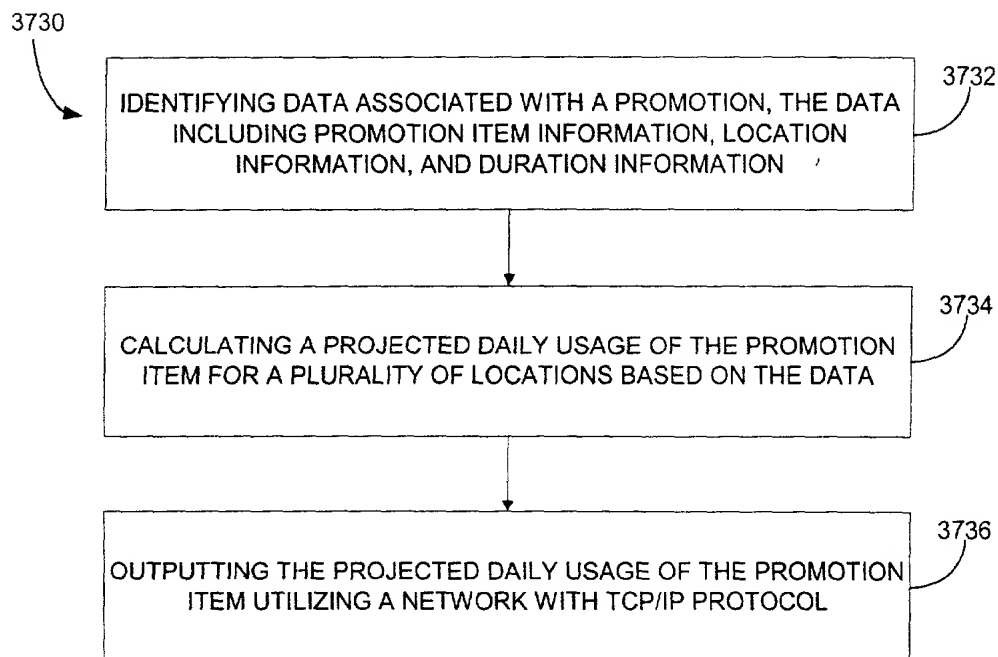 3730
IDENTIFYING DATA ASSOCIATED WITH A PROMOTION, THE DATA
INCLUDING PROMOTION ITEM INFORMATION, LOCATION
INFORMATION, AND DURATION INFORMATION
3732
CALCULATING A PROJECTED DAILY USAGE OF THE PROMOTION
ITEM FOR A PLURALITY OF LOCATIONS BASED ON THE DATA
3734
OUTPUTTING THE PROJECTED DAILY USAGE OF THE PROMOTION
ITEM UTILIZING A NETWORK WITH TCP/IP PROTOCOL
3736